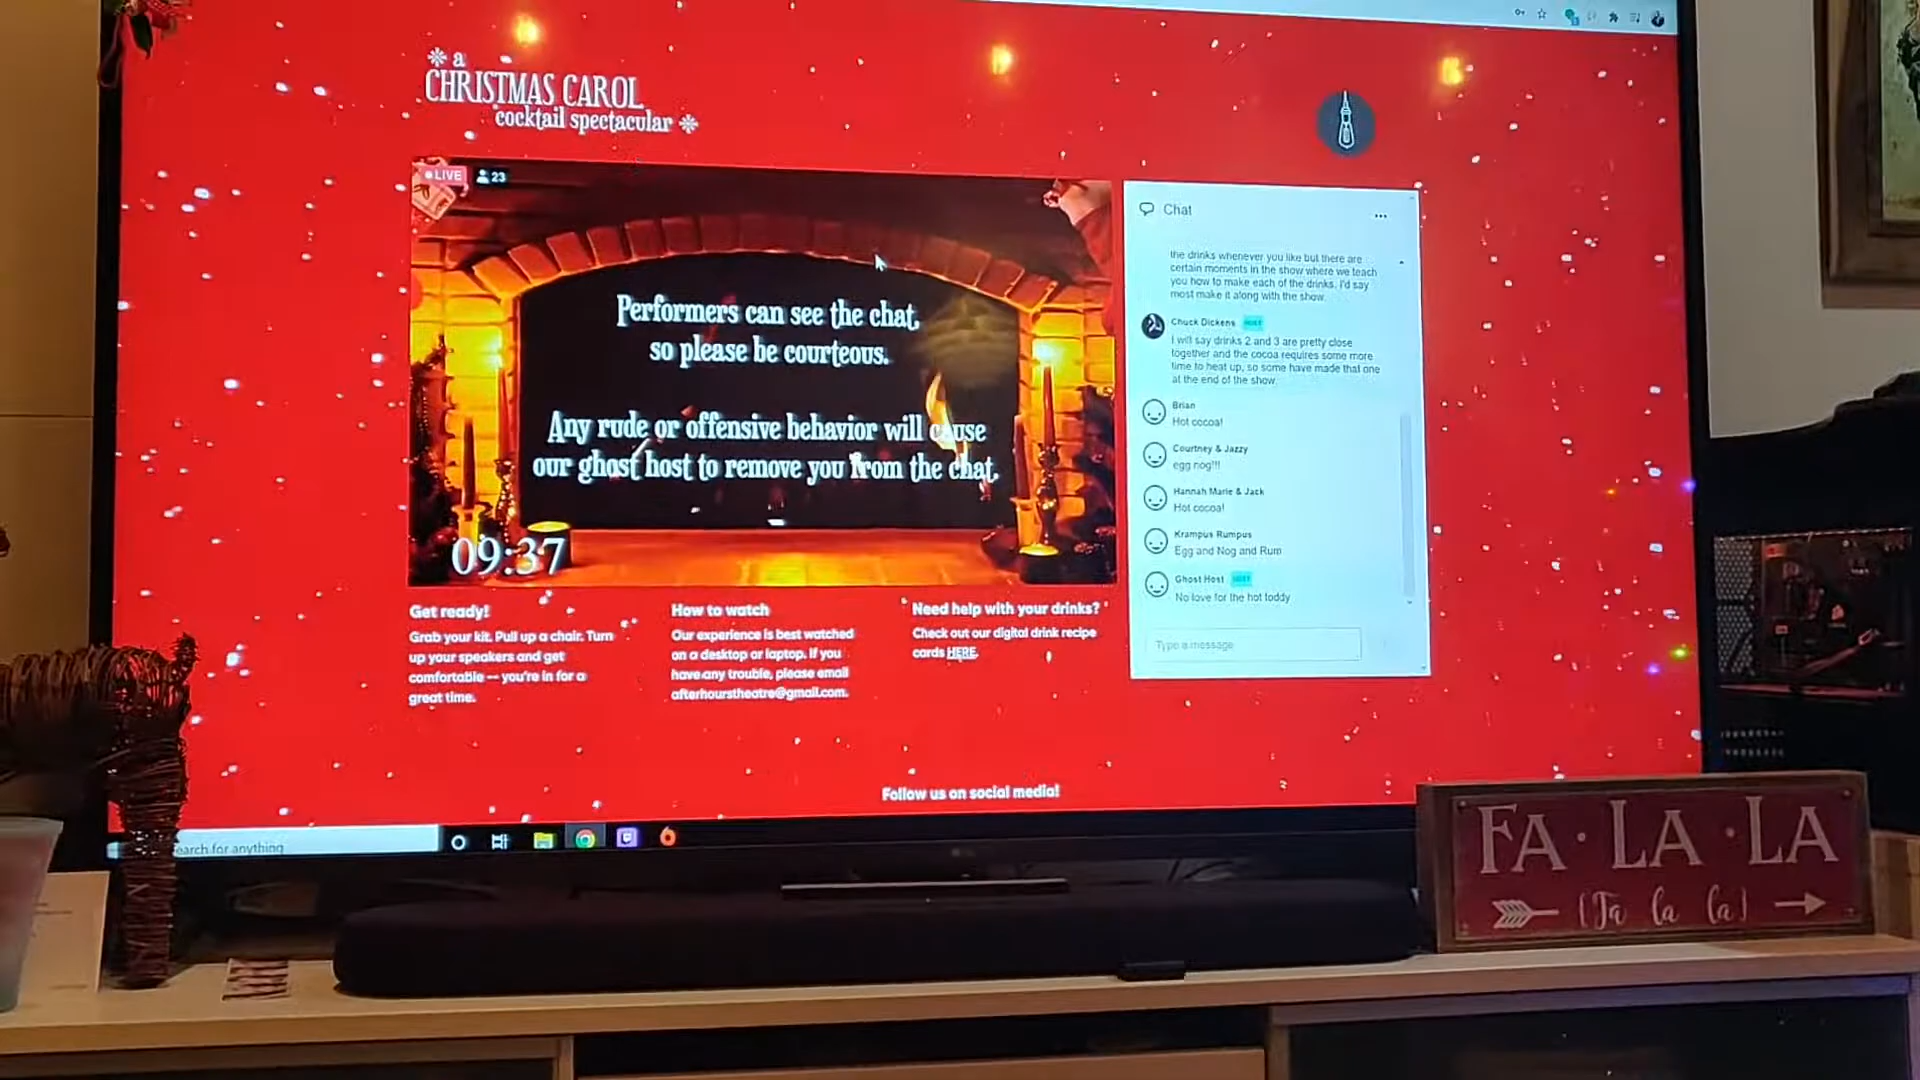 a
CHRISTMAS CAROL
cocktail spectacular
LIVE 23
Performers can see the chat,
so please be courteous.
Any rude or offensive behavior will cause
our ghost host to remove you from the chat.
09:37
Get ready!
Grab your kit. Pull up a chair. Turn
up your speakers and get
comfortable — you're in for a
great time.
How to watch
Our experience is best watched
on a desktop or laptop. If you
have any trouble, please email
afterhourstheatre@gmail.com.
Need help with your drinks?
Check out our digital drink recipe
cards HERE.
Chat
the drinks whenever you like but there are
certain moments in the show where we teach
you how to make each of the drinks. I'd say
most make it along with the show.
Chuck Dickens HOST
I will say drinks 2 and 3 are pretty close
together and the cocoa requires some more
time to heat up, so some have made that one
at the end of the show.
Brian
Hot cocoa!
Courtney & Jazzy
egg nog!!!
Hannah Marie & Jack
Hot cocoa!
Krampus Rumpus
Egg and Nog and Rum
Ghost Host HOST
No love for the hot toddy
Type a message
Follow us on social media!
earch for anything
FA·LA·LA
{Fa la la}